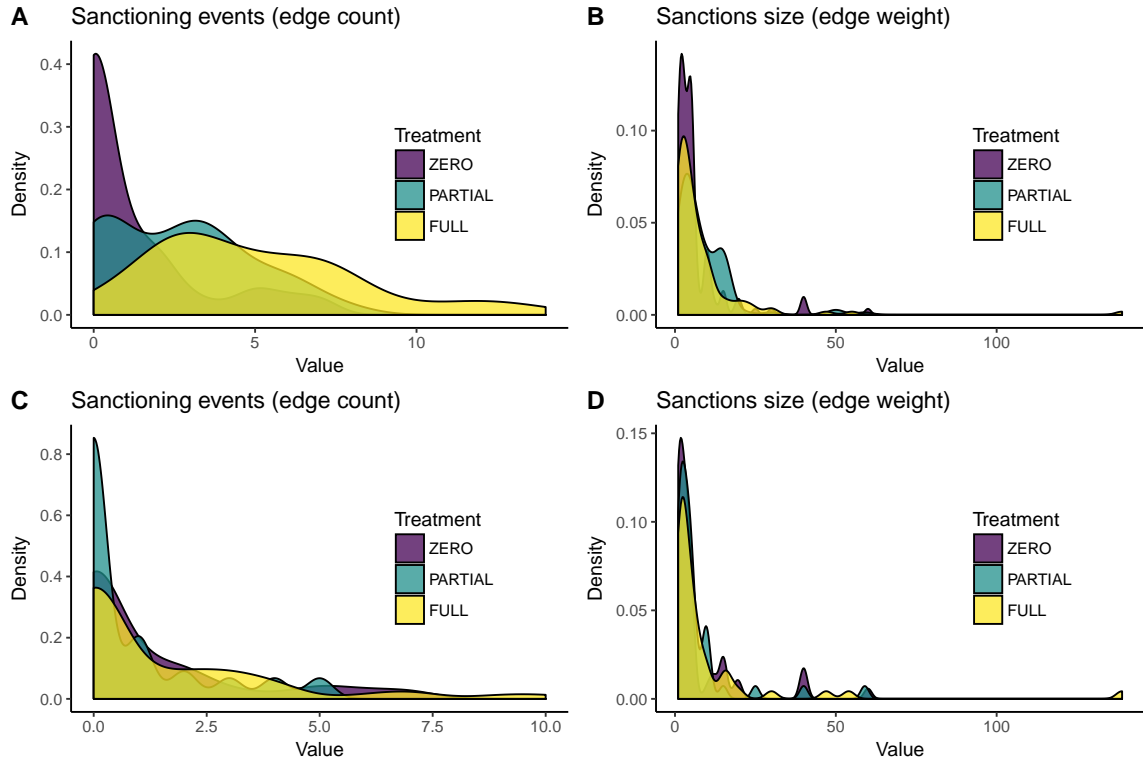 A Sanctioning events (edge count)
0.4
0.3
0.2
0.1
0.0
Density
0 5 10
Value
Treatment
ZERO
PARTIAL
FULL
B Sanctions size (edge weight)
0.10
0.05
0.00
Density
0 50 100
Value
Treatment
ZERO
PARTIAL
FULL
C Sanctioning events (edge count)
0.8
0.6
0.4
0.2
0.0
Density
0.0 2.5 5.0 7.5 10.0
Value
Treatment
ZERO
PARTIAL
FULL
D Sanctions size (edge weight)
0.15
0.10
0.05
0.00
Density
0 50 100
Value
Treatment
ZERO
PARTIAL
FULL